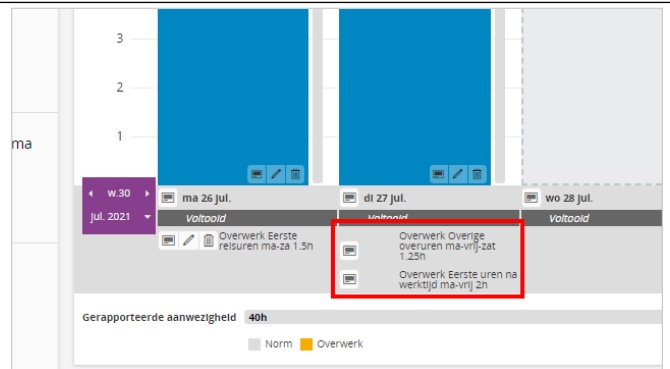 3
2
ma
1
w.30
jul. 2021
ma 26 jul.
di 27 jul.
wo 28 jul.
Voltooid
Voltooid
Voltooid
Overwerk Eerste
reisuren ma-za 1.5h
Overwerk Overige
overuren ma-vrij-zat
1.25h
Overwerk Eerste uren na
werktijd ma-vrij 2h
Gerapporteerde aanwezigheid 40h
Norm Overwerk